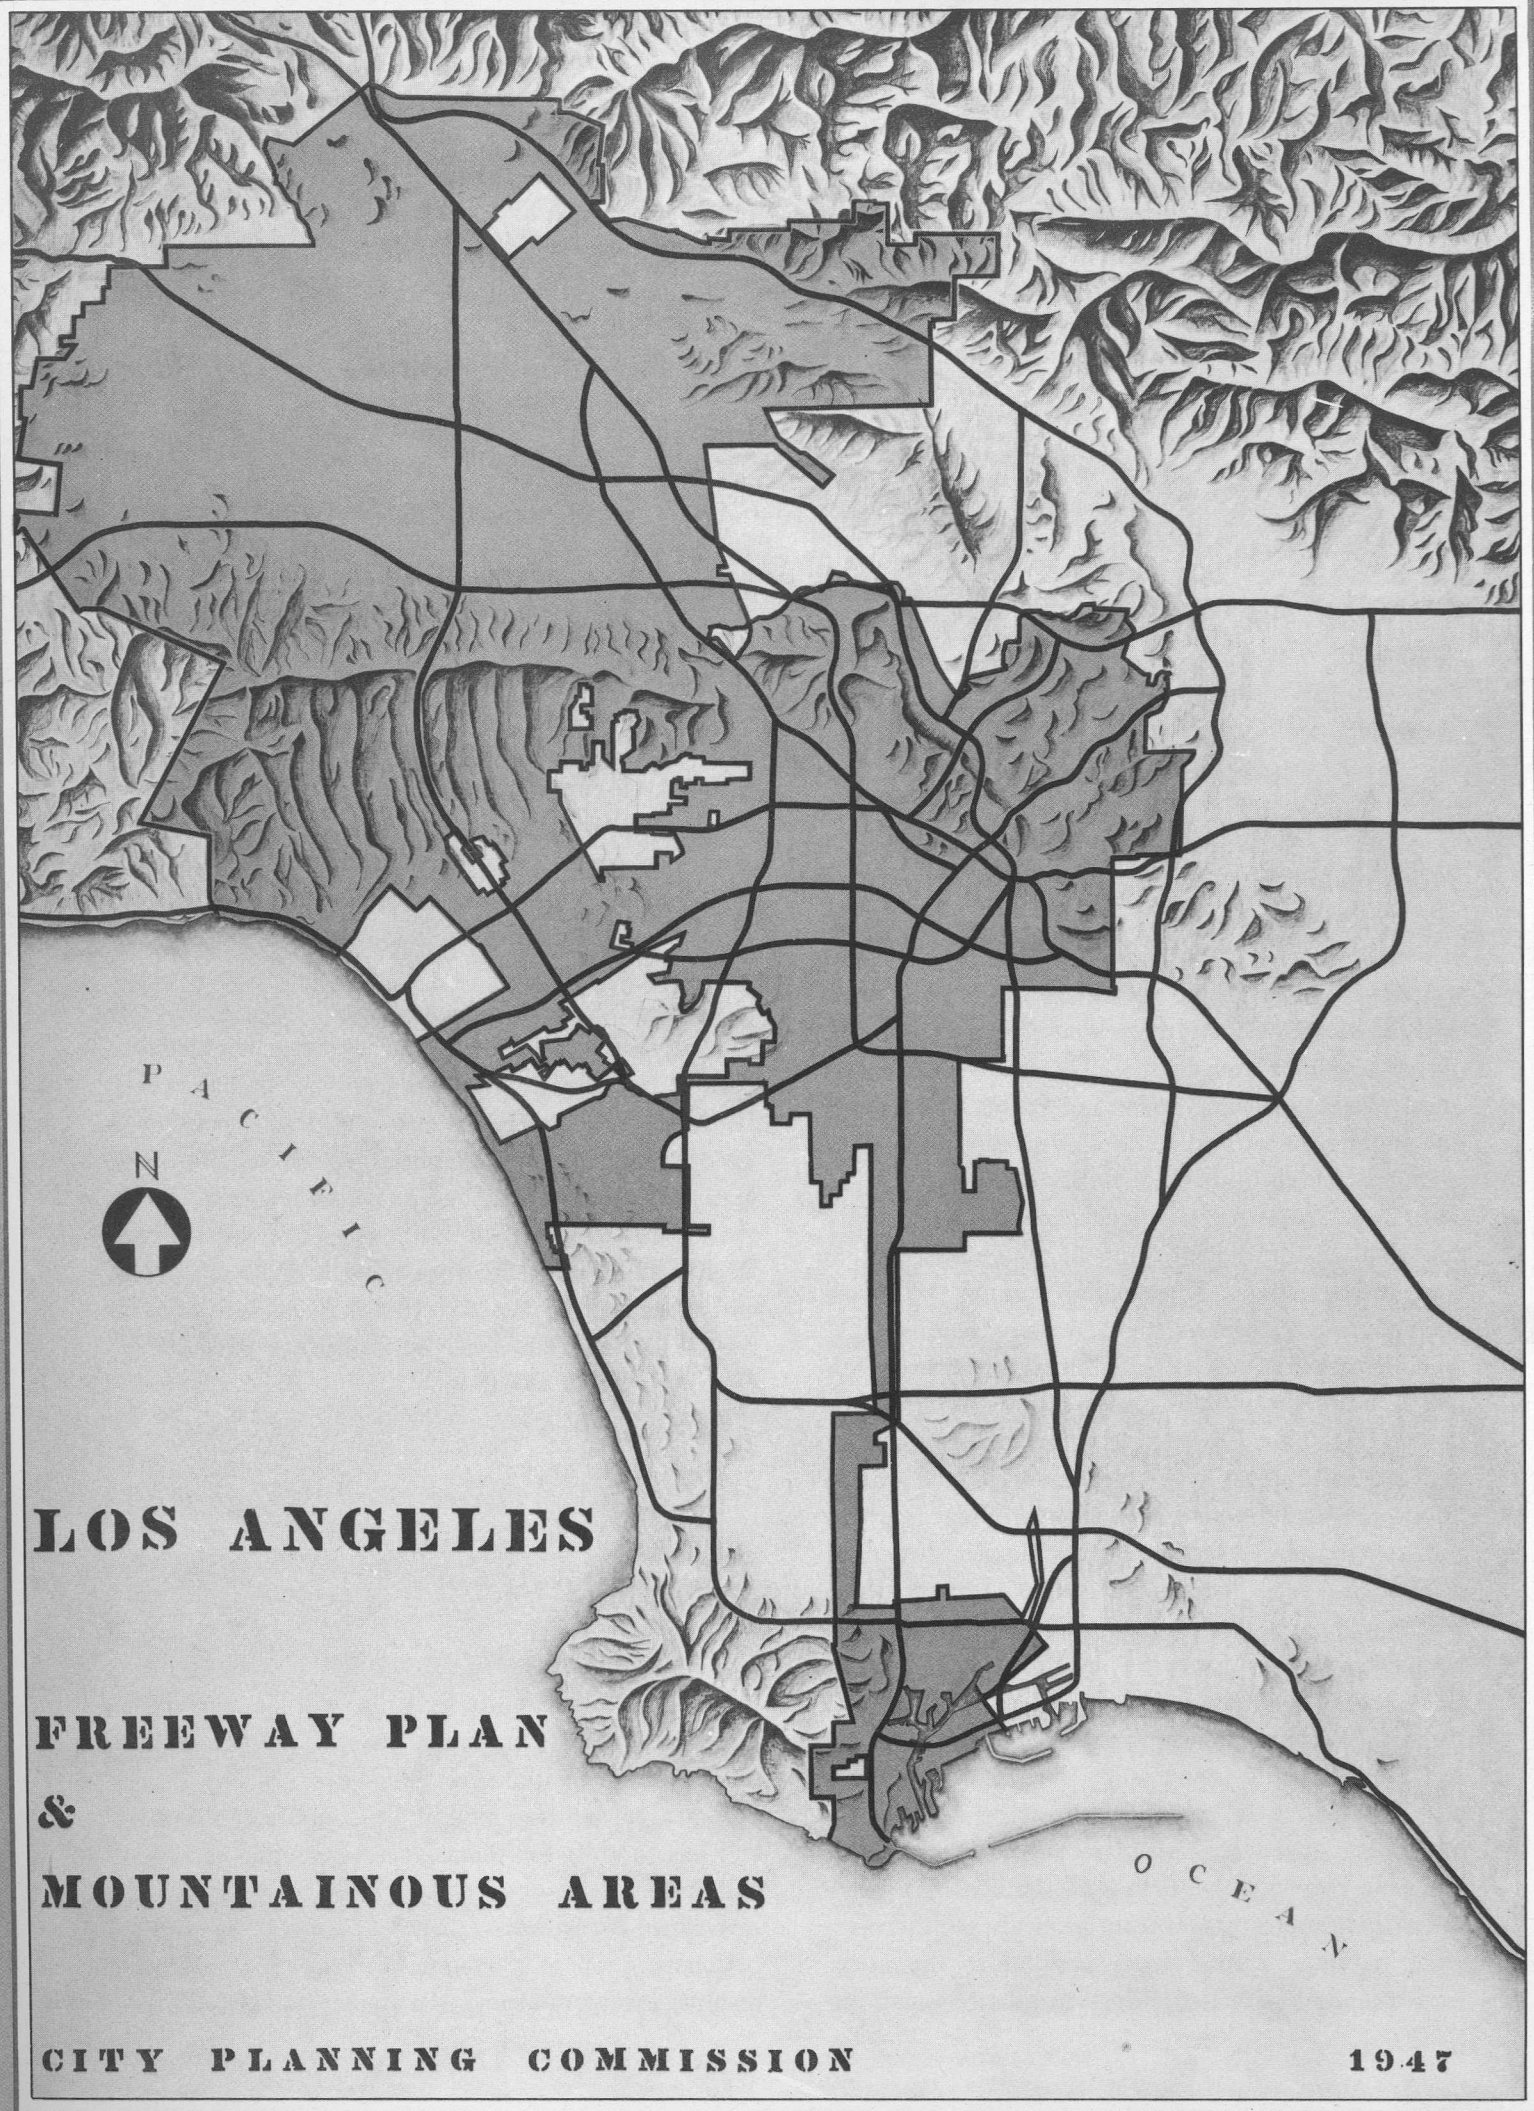 PACIFIC
N
LOS ANGELES
FREEWAY PLAN
&
MOUNTAINOUS AREAS
OCEAN
CITY PLANNING COMMISSION
1947